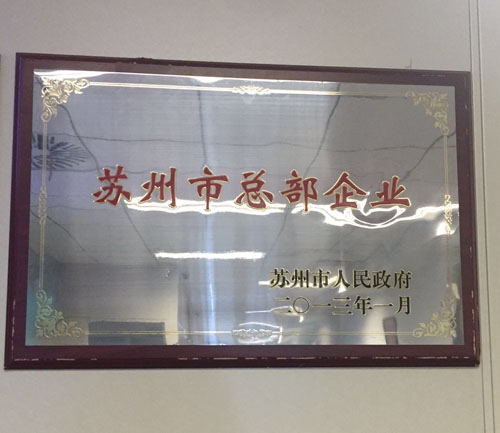 苏州市总部企业
苏州市人民政府
二〇一三年一月